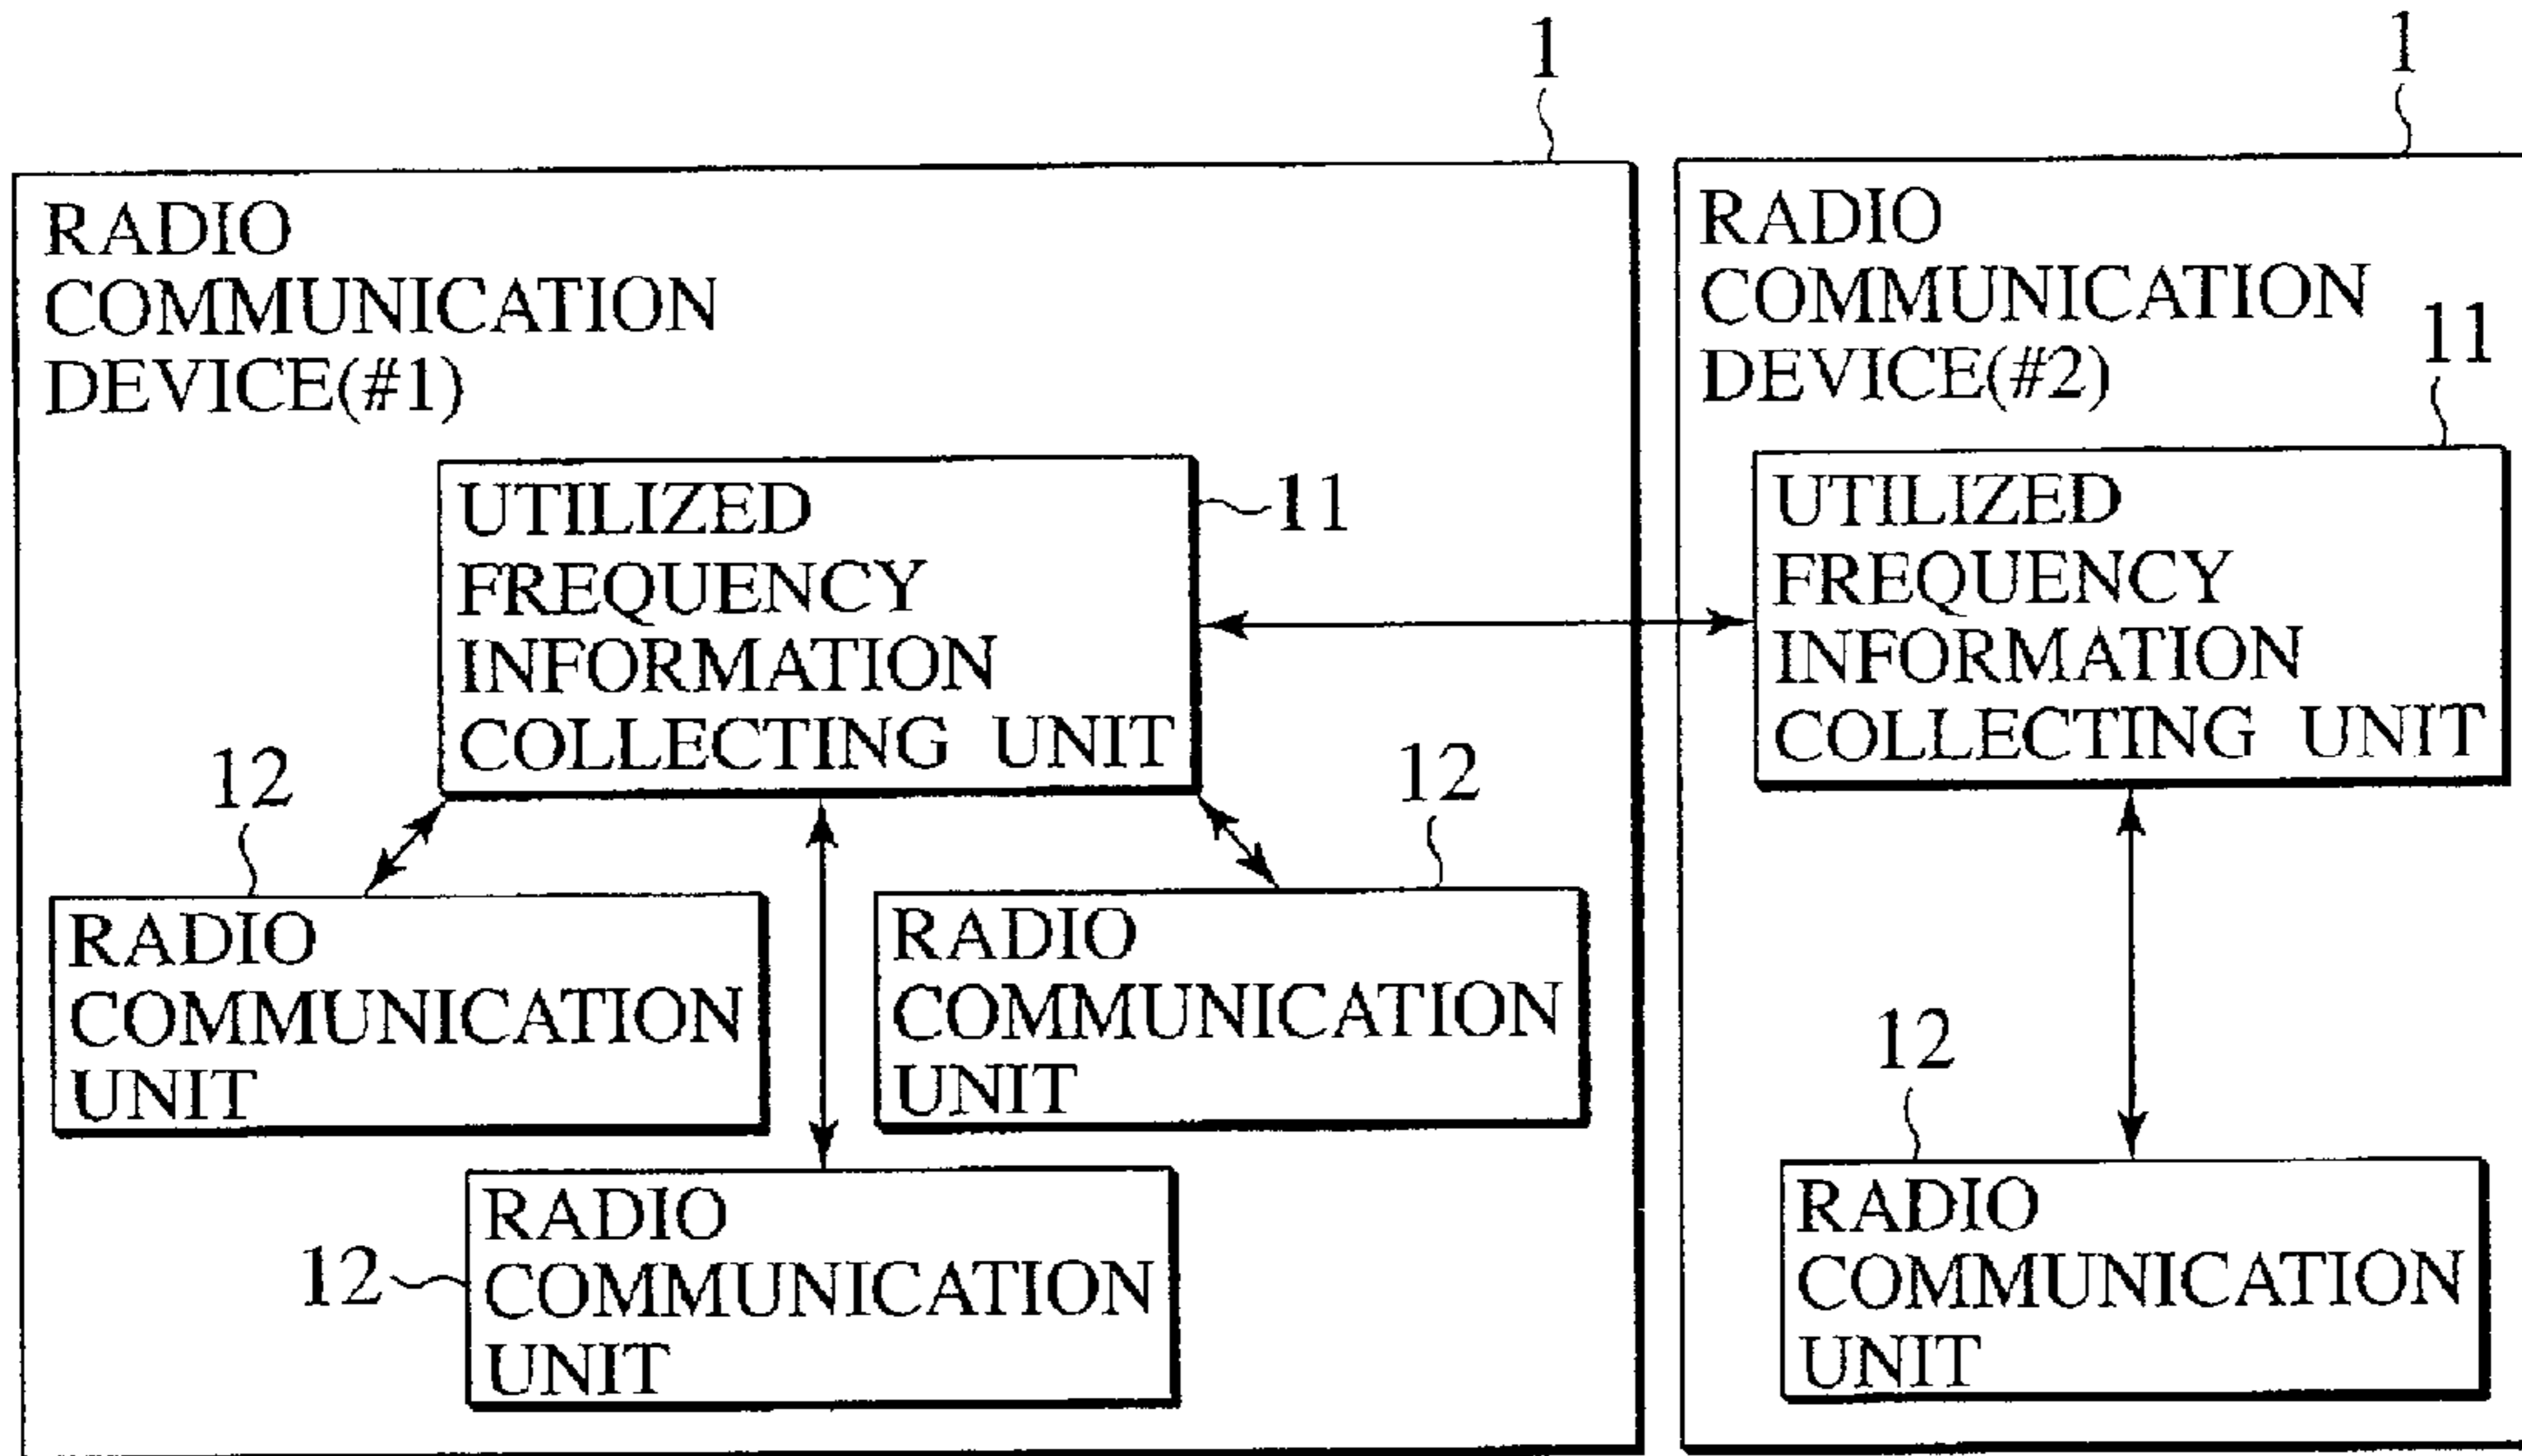 1
RADIO
COMMUNICATION
DEVICE(#1)
UTILIZED
FREQUENCY
INFORMATION
COLLECTING UNIT
11
12
RADIO
COMMUNICATION
UNIT
12
RADIO
COMMUNICATION
UNIT
12
RADIO
COMMUNICATION
UNIT
1
RADIO
COMMUNICATION
DEVICE(#2)
11
UTILIZED
FREQUENCY
INFORMATION
COLLECTING UNIT
12
RADIO
COMMUNICATION
UNIT